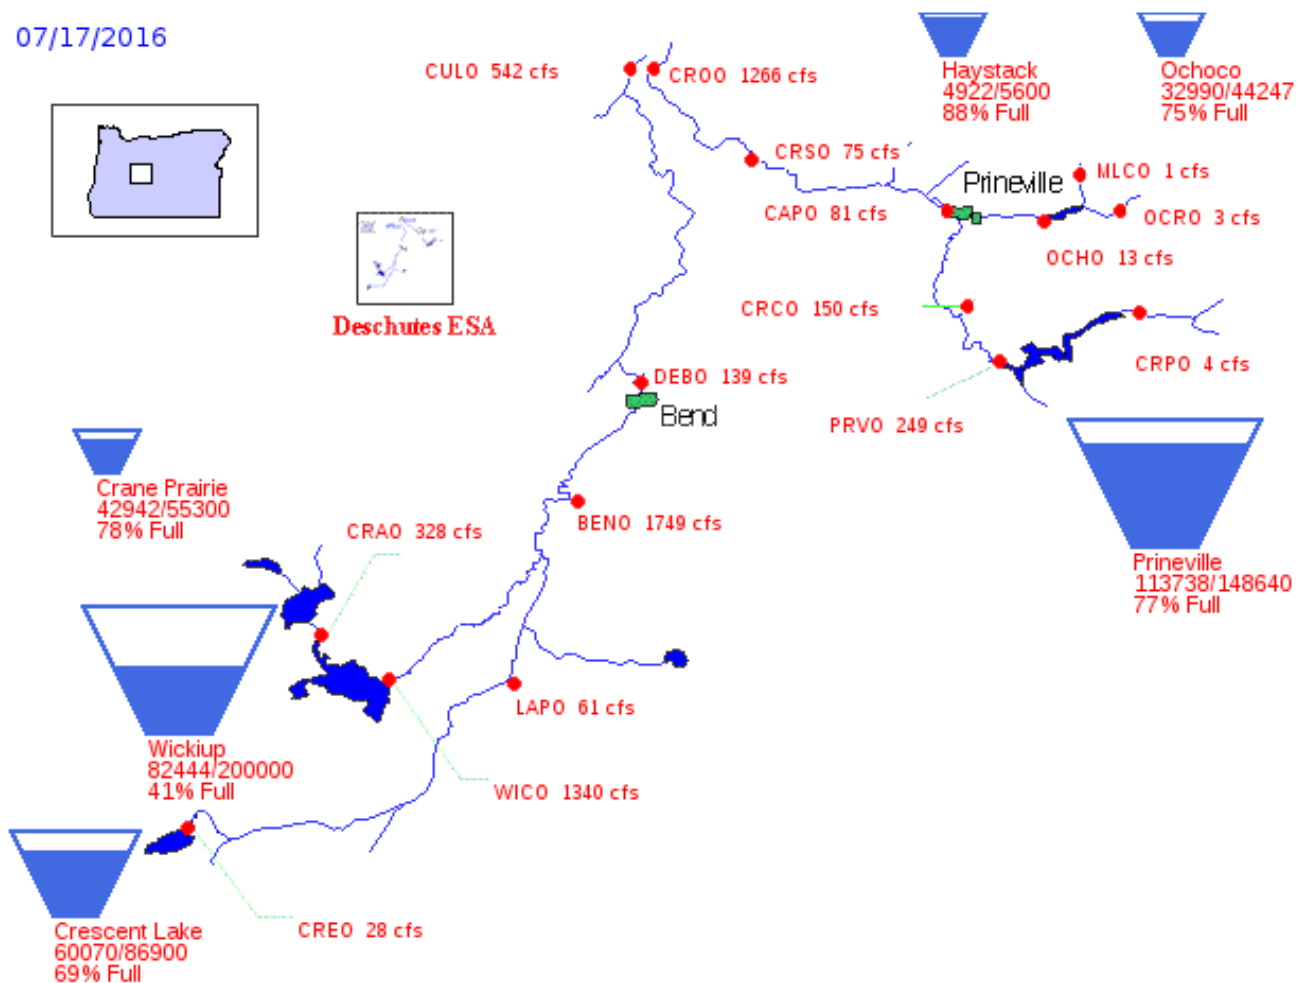 07/17/2016
CULO 542 cfs
CROO 1266 cfs
Haystack
4922/5600
88% Full
Ochoco
32990/44247
75% Full
CRSO 75 cfs
Prineville
MLCO 1 cfs
CAPO 81 cfs
OCRO 3 cfs
OCHO 13 cfs
CRCO 150 cfs
Deschutes ESA
CRPO 4 cfs
DEBO 139 cfs
Bend
PRVO 249 cfs
Crane Prairie
42942/55300
78% Full
CRAO 328 cfs
BENO 1749 cfs
Prineville
113738/148640
77% Full
LAPO 61 cfs
Wickiup
82444/200000
41% Full
WICO 1340 cfs
CREO 28 cfs
Crescent Lake
60070/86900
69% Full